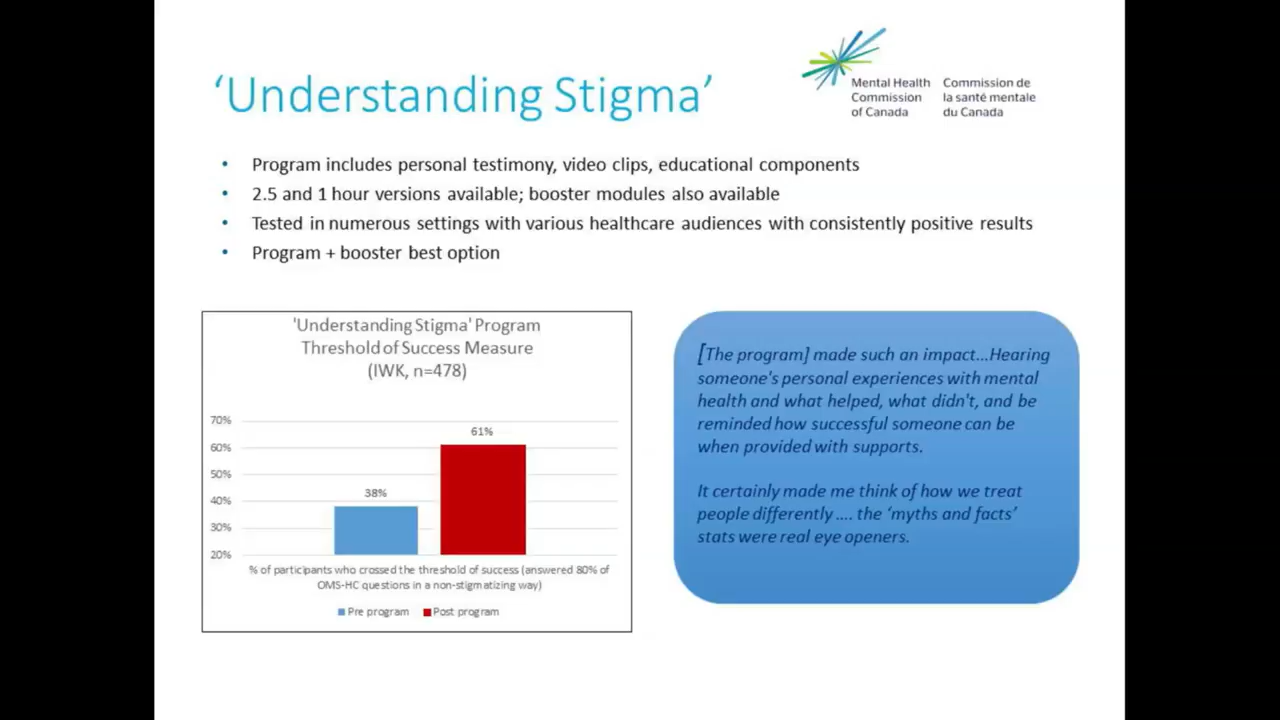 ‘Understanding Stigma’
Mental Health
Commission
of Canada
Commission de
la santé mentale
du Canada
• Program includes personal testimony, video clips, educational components
• 2.5 and 1 hour versions available; booster modules also available
• Tested in numerous settings with various healthcare audiences with consistently positive results
• Program + booster best option
'Understanding Stigma' Program
Threshold of Success Measure
(IWK, n=478)
70%
60%
50%
40%
30%
20%
38%
61%
% of participants who crossed the threshold of success (answered 80% of
OMS-HC questions in a non-stigmatizing way)
Pre program Post program
[The program] made such an impact...Hearing
someone's personal experiences with mental
health and what helped, what didn't, and be
reminded how successful someone can be
when provided with supports.
It certainly made me think of how we treat
people differently .... the ‘myths and facts’
stats were real eye openers.